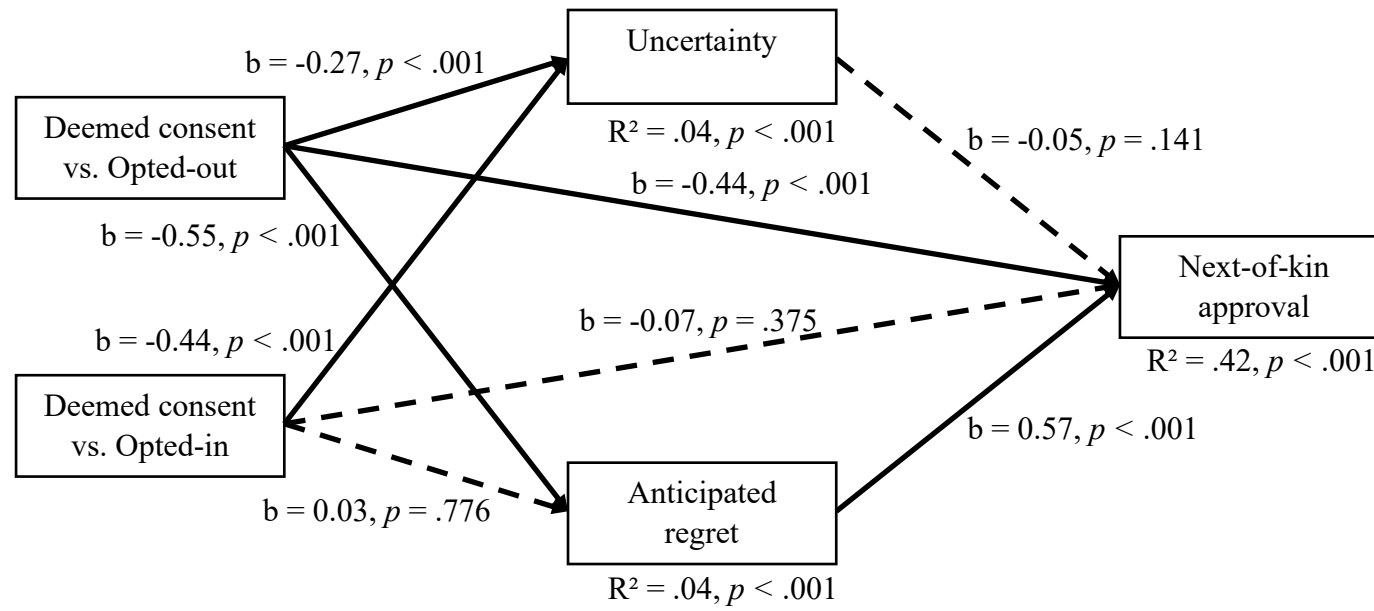 Uncertainty
b = -0.27, p < .001
Deemed consent
vs. Opted-out
R² = .04, p < .001
b = -0.05, p = .141
b = -0.44, p < .001
b = -0.55, p < .001
Next-of-kin
approval
b = -0.07, p = .375
b = -0.44, p < .001
R² = .42, p < .001
Deemed consent
vs. Opted-in
b = 0.57, p < .001
Anticipated
regret
b = 0.03, p = .776
R² = .04, p < .001